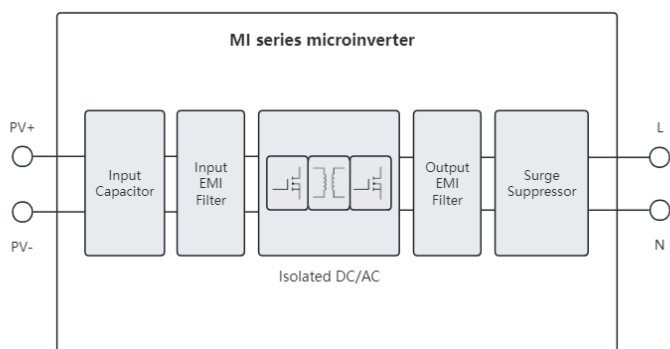 MI series microinverter
PV+
PV-
Input
Capacitor
Input
EMI
Filter
Isolated DC/AC
Output
EMI
Filter
Surge
Suppressor
L
N